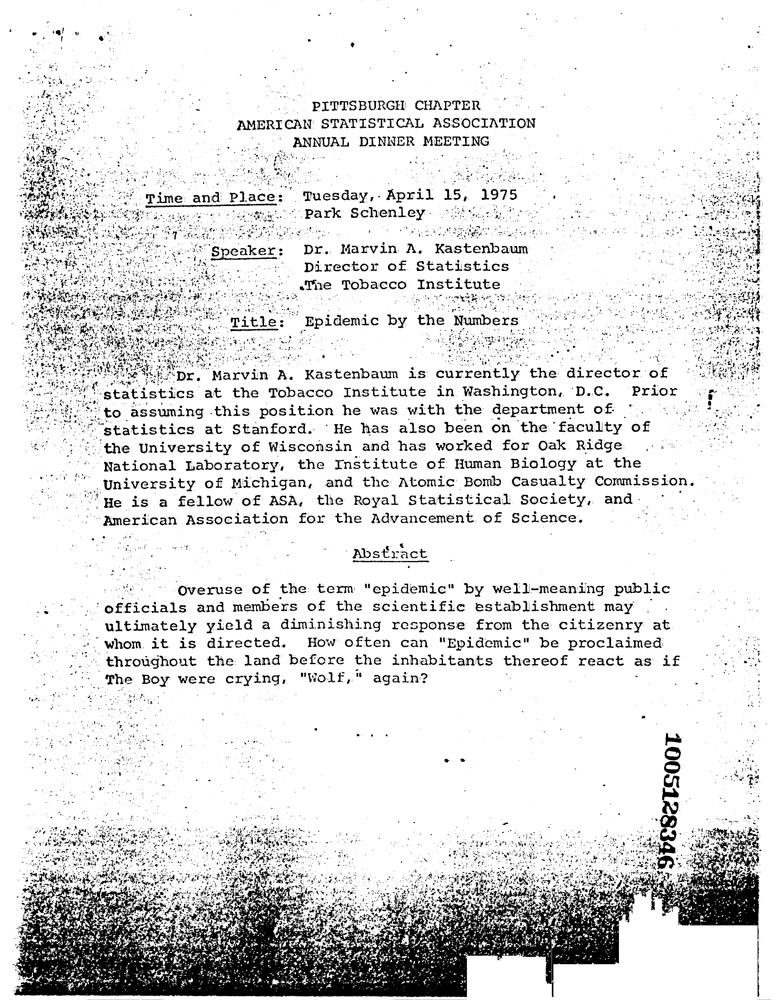 PITTSBURGH CHAPTER
AMERICAN STATISTICAL ASSOCIATION
ANNUAL DINNER MEETING
Time and Place: Tuesday, April 15, 1975
Park Schenley
Speaker: Dr. Marvin A. Kastenbaum
Director of Statistics
The Tobacco Institute
Title: Epidemic by the Numbers
Dr. Marvin A. Kastenbaum is currently the director of
statistics at the Tobacco Institute in Washington, D.C. Prior
to assuming this position he was with the department of
statistics at Stanford. He has also been on the faculty of
the University of Wisconsin and has worked for Oak Ridge
National Laboratory, the Institute of Human Biology at the
University of Michigan, and the Atomic Bomb Casualty Commission.
He is a fellow of ASA, the Royal Statistical Society, and
American Association for the Advancement of Science.
Abstract
Overuse of the term "epidemic" by well-meaning public
officials and members of the scientific establishment may
ultimately yield a diminishing response from the citizenry at
whom it is directed. How often can "Epidemic" be proclaimed
throughout the land before the inhabitants thereof react as if
The Boy were crying, "Wolf," again?
1005128346